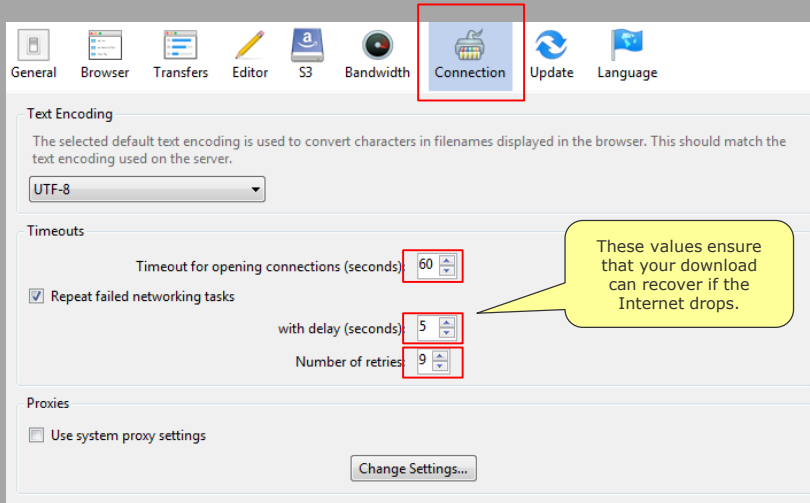 General Browser Transfers Editor S3 Bandwidth Connection Update Language
Text Encoding
The selected default text encoding is used to convert characters in filenames displayed in the browser. This should match the
text encoding used on the server.
UTF-8
Timeouts
Timeout for opening connections (seconds): 60
Repeat failed networking tasks
with delay (seconds): 5
Number of retries: 9
These values ensure
that your download
can recover if the
Internet drops.
Proxies
Use system proxy settings
Change Settings...